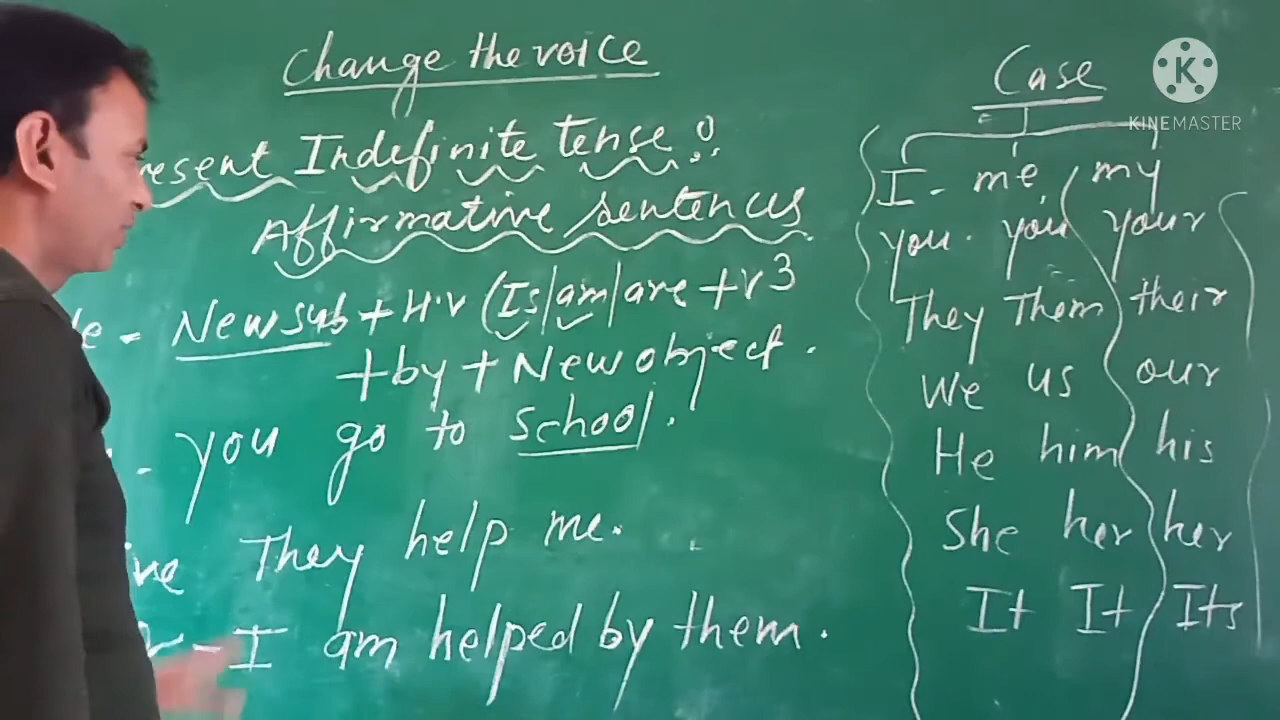 Change the voice
resent Indefinite tense :
Affirmative sentences
le - New sub + H.V (Is/am/are + V3
+ by + New object.
- you go to school.
ive They help me.
- I am helped by them.
Case
I - me, my
you. you your
They Them their
We us our
He him his
She her her
It It Its
K
KINEMASTER